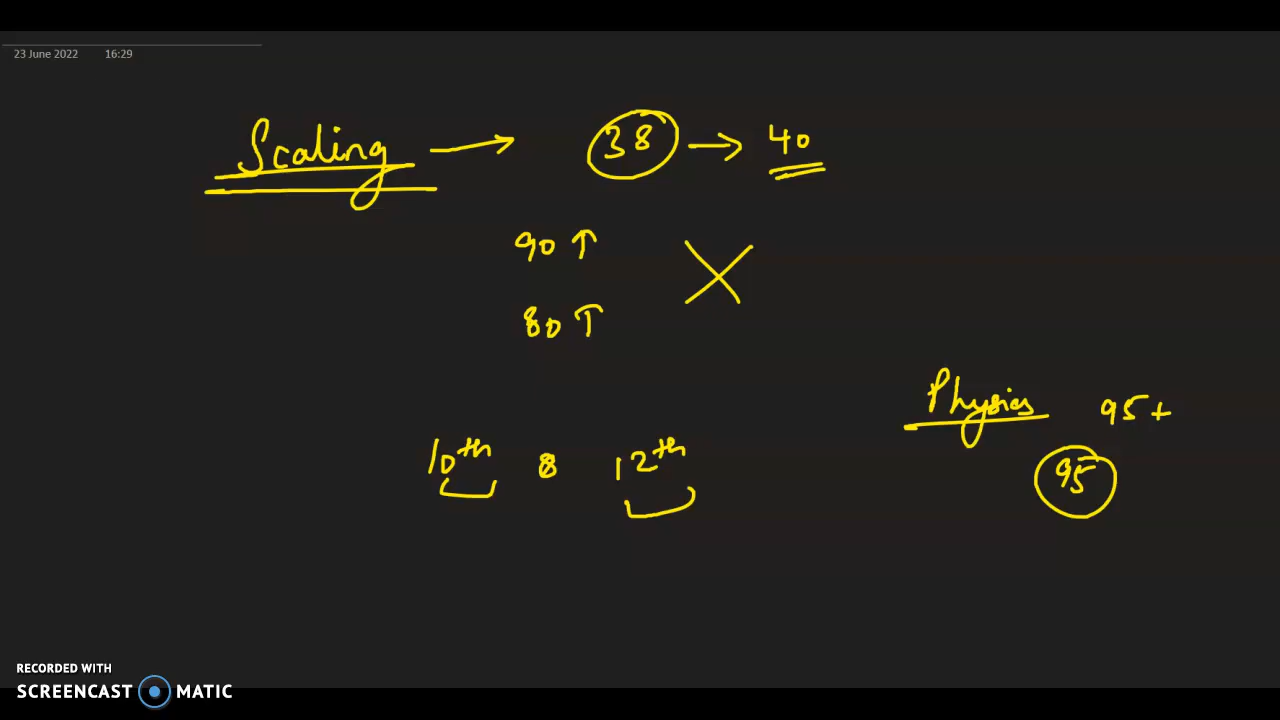 23 June 2022 16:29
Scaling → 38 → 40
90 ↑
80 ↑
Physics 95+
10th & 12th
95
RECORDED WITH
SCREENCAST MATIC